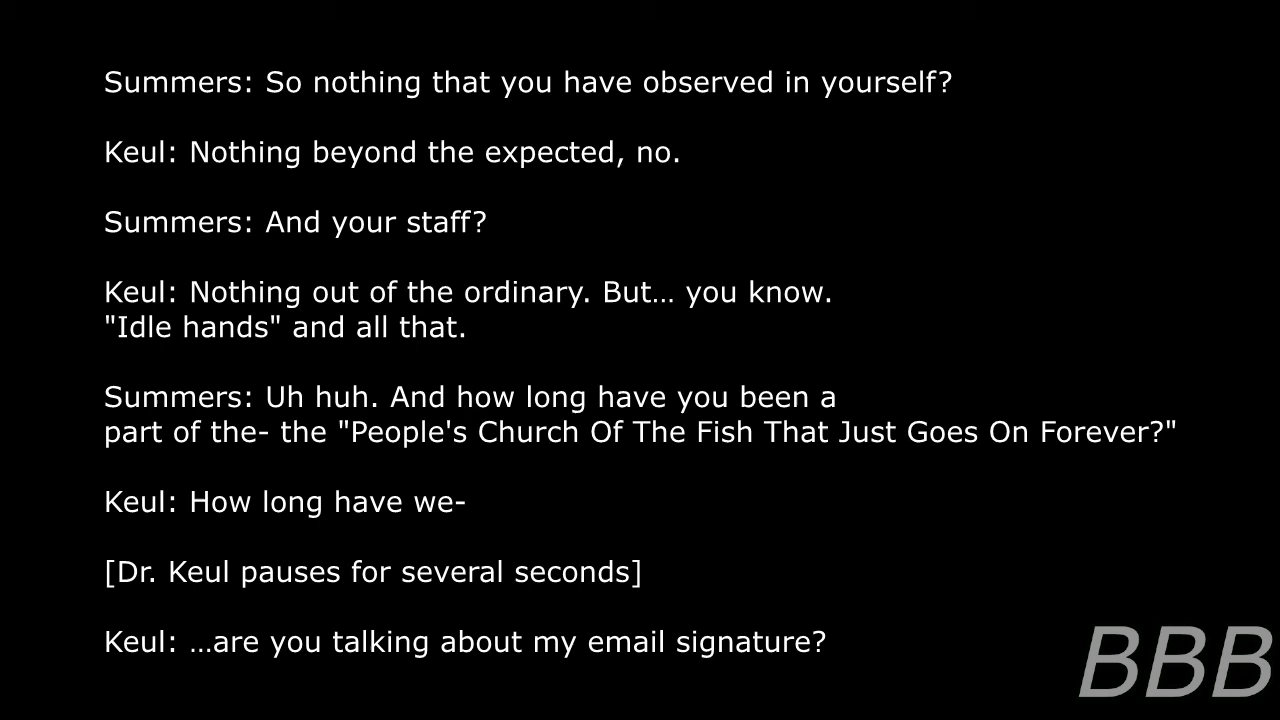 Summers: So nothing that you have observed in yourself?
Keul: Nothing beyond the expected, no.
Summers: And your staff?
Keul: Nothing out of the ordinary. But… you know.
"Idle hands" and all that.
Summers: Uh huh. And how long have you been a
part of the- the "People's Church Of The Fish That Just Goes On Forever?"
Keul: How long have we-
[Dr. Keul pauses for several seconds]
Keul: …are you talking about my email signature?
BBB